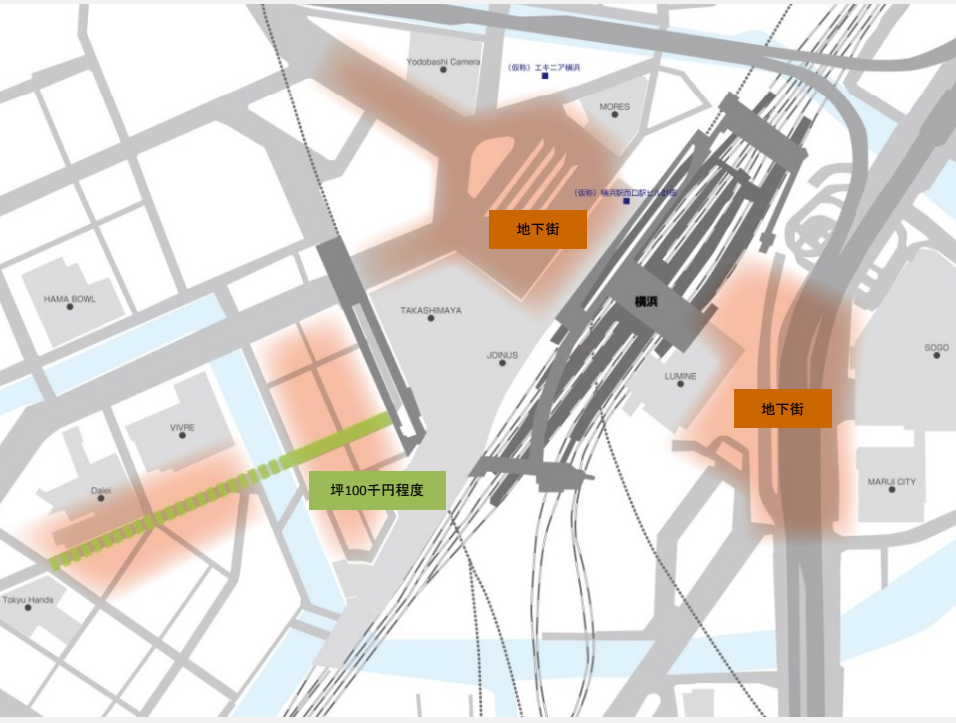 Yodobashi Camera
(仮称) エキニア横浜
MORES
(仮称) 横浜駅西口駅ビル計画
地下街
HAMA BOWL
TAKASHIMAYA
横浜
JOINUS
SOGO
LUMINE
地下街
VIVRE
Daiei
坪100千円程度
MARUI CITY
Tokyu Hands